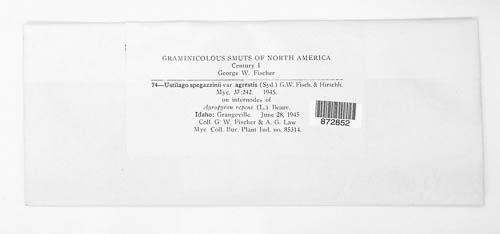 GRAMINICOLOUS SMUTS OF NORTH AMERICA
Century I
George W. Fischer
74—Ustilago spegazzinii var agrestis (Syd.) G.W. Fisch. & Hirschh.
Myc. 37:242. 1945.
on internodes of
Agropyron repens (L.) Beauv.
Idaho: Grangeville. June 28, 1945
Coll. G. W. Fischer & A. G. Law
Myc. Coll. Bur. Plant Ind. no. 85314.
872852